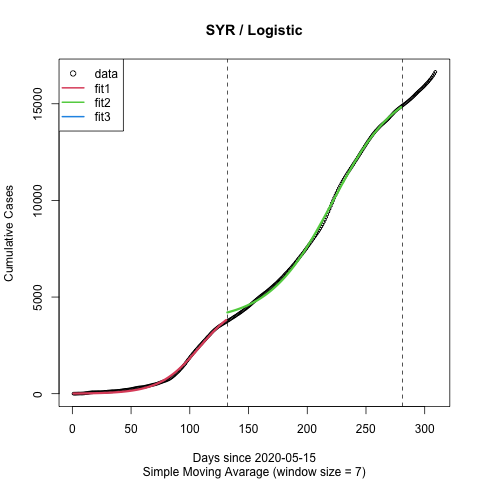 SYR / Logistic
data
fit1
fit2
fit3
Cumulative Cases
0
5000
10000
15000
0
50
100
150
200
250
300
Days since 2020-05-15
Simple Moving Avarage (window size = 7)